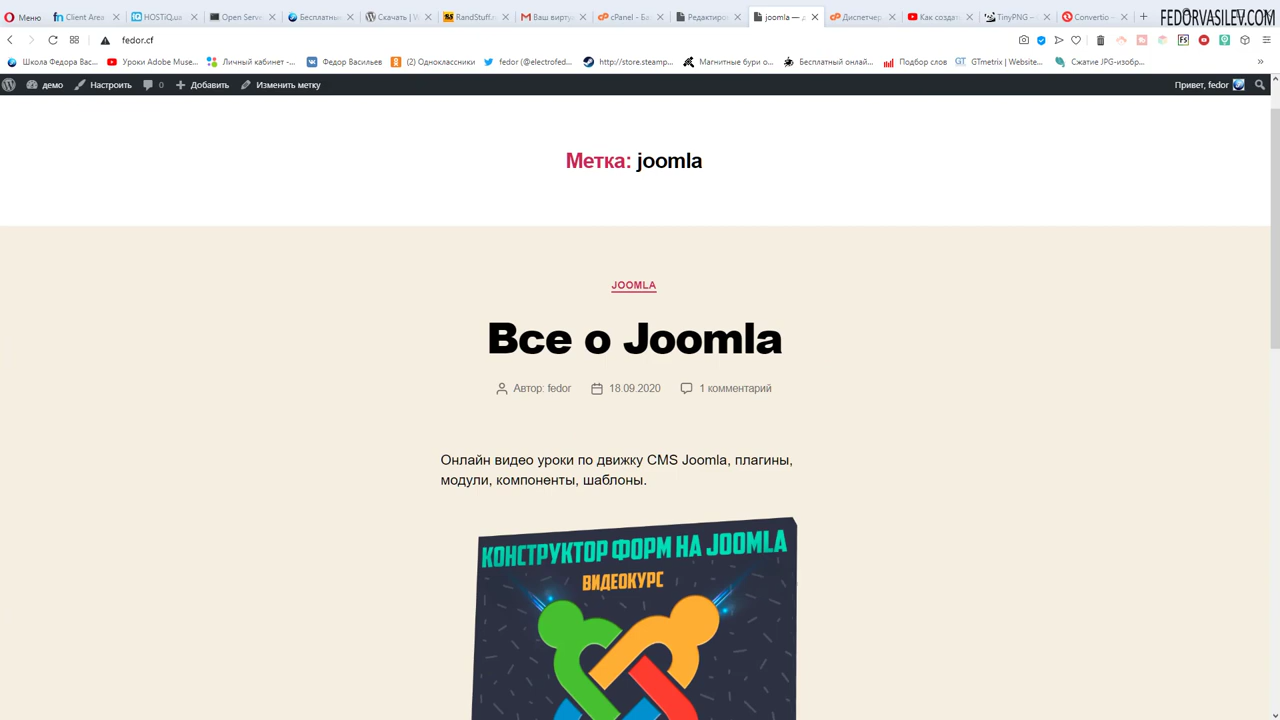 Меню
Client Area
HOSTiQ.ua
Open Serve
Бесплатный
Скачать | W
RandStuff.r
Ваш вирту
cPanel - Ба
Редактиро
joomla — д
Диспетчер
Как создат
TinyPNG –
Convertio –
FEDORVASILEV.COM
fedor.cf
Школа Федора Вас...
Уроки Adobe Muse...
Личный кабинет -...
Федор Васильев
(2) Одноклассники
fedor (@electrofed...
http://store.steamp...
Магнитные бури о...
Бесплатный онлай...
Подбор слов
GTmetrix | Website...
Сжатие JPG-изобр...
демо
Настроить
0
Добавить
Изменить метку
Привет, fedor
Метка: joomla
JOOMLA
Все о Joomla
Автор: fedor
18.09.2020
1 комментарий
Онлайн видео уроки по движку CMS Joomla, плагины,
модули, компоненты, шаблоны.
КОНСТРУКТОР ФОРМ НА JOOMLA
ВИДЕОКУРС